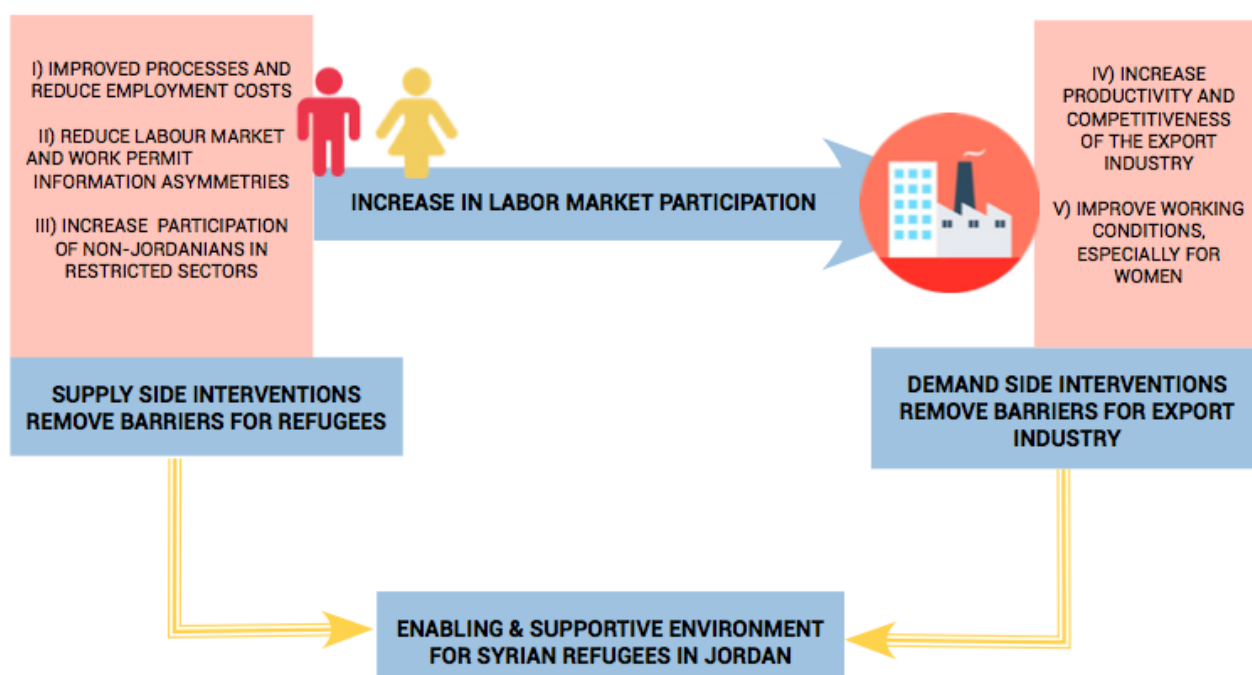 I) IMPROVED PROCESSES AND
REDUCE EMPLOYMENT COSTS
II) REDUCE LABOUR MARKET
AND WORK PERMIT
INFORMATION ASYMMETRIES
III) INCREASE PARTICIPATION
OF NON-JORDANIANS IN
RESTRICTED SECTORS
SUPPLY SIDE INTERVENTIONS
REMOVE BARRIERS FOR REFUGEES
INCREASE IN LABOR MARKET PARTICIPATION
IV) INCREASE
PRODUCTIVITY AND
COMPETITIVENESS
OF THE EXPORT
INDUSTRY
V) IMPROVE WORKING
CONDITIONS,
ESPECIALLY FOR
WOMEN
DEMAND SIDE INTERVENTIONS
REMOVE BARRIERS FOR EXPORT
INDUSTRY
ENABLING & SUPPORTIVE ENVIRONMENT
FOR SYRIAN REFUGEES IN JORDAN